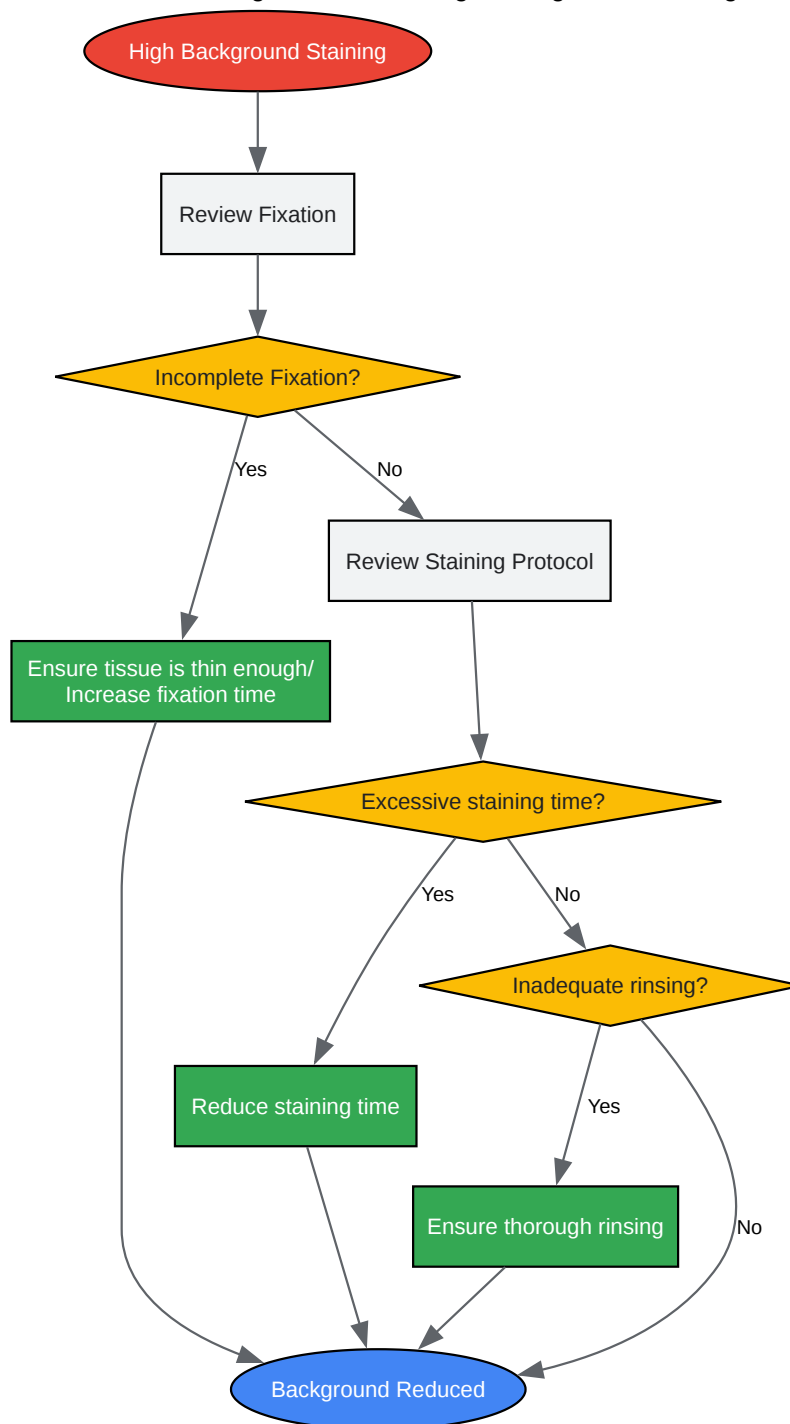 High Background Staining
Review Fixation
Incomplete Fixation?
Yes
No
Review Staining Protocol
Ensure tissue is thin enough/
Increase fixation time
Excessive staining time?
Yes
No
Inadequate rinsing?
Reduce staining time
Yes
Ensure thorough rinsing
No
Background Reduced